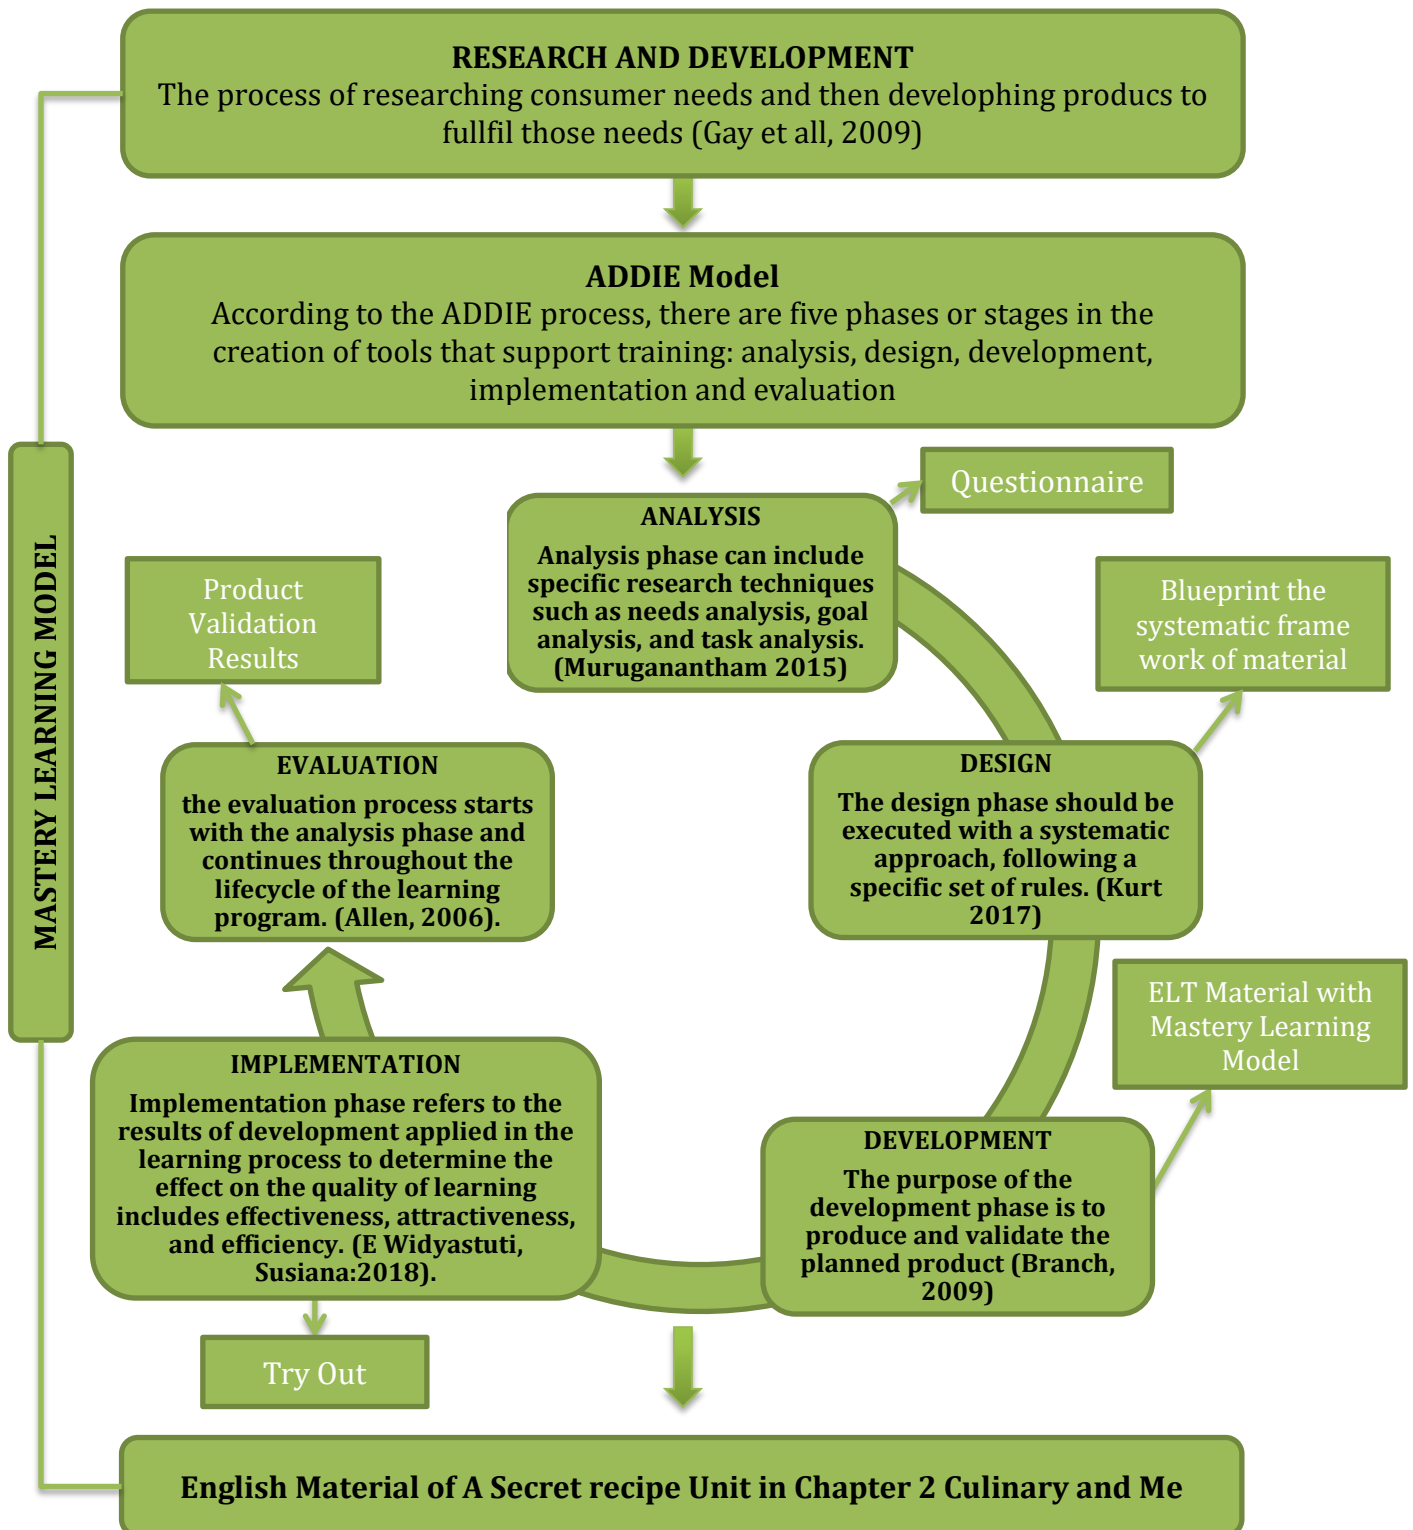 RESEARCH AND DEVELOPMENT
The process of researching consumer needs and then develophing producs to
fullfil those needs (Gay et all, 2009)
ADDIE Model
According to the ADDIE process, there are five phases or stages in the
creation of tools that support training: analysis, design, development,
implementation and evaluation
MASTERY LEARNING MODEL
Questionnaire
ANALYSIS
Analysis phase can include
specific research techniques
such as needs analysis, goal
analysis, and task analysis.
(Muruganantham 2015)
Product
Validation
Results
Blueprint the
systematic frame
work of material
EVALUATION
the evaluation process starts
with the analysis phase and
continues throughout the
lifecycle of the learning
program. (Allen, 2006).
DESIGN
The design phase should be
executed with a systematic
approach, following a
specific set of rules. (Kurt
2017)
ELT Material with
Mastery Learning
Model
IMPLEMENTATION
Implementation phase refers to the
results of development applied in the
learning process to determine the
effect on the quality of learning
includes effectiveness, attractiveness,
and efficiency. (E Widyastuti,
Susiana:2018).
DEVELOPMENT
The purpose of the
development phase is to
produce and validate the
planned product (Branch,
2009)
Try Out
English Material of A Secret recipe Unit in Chapter 2 Culinary and Me